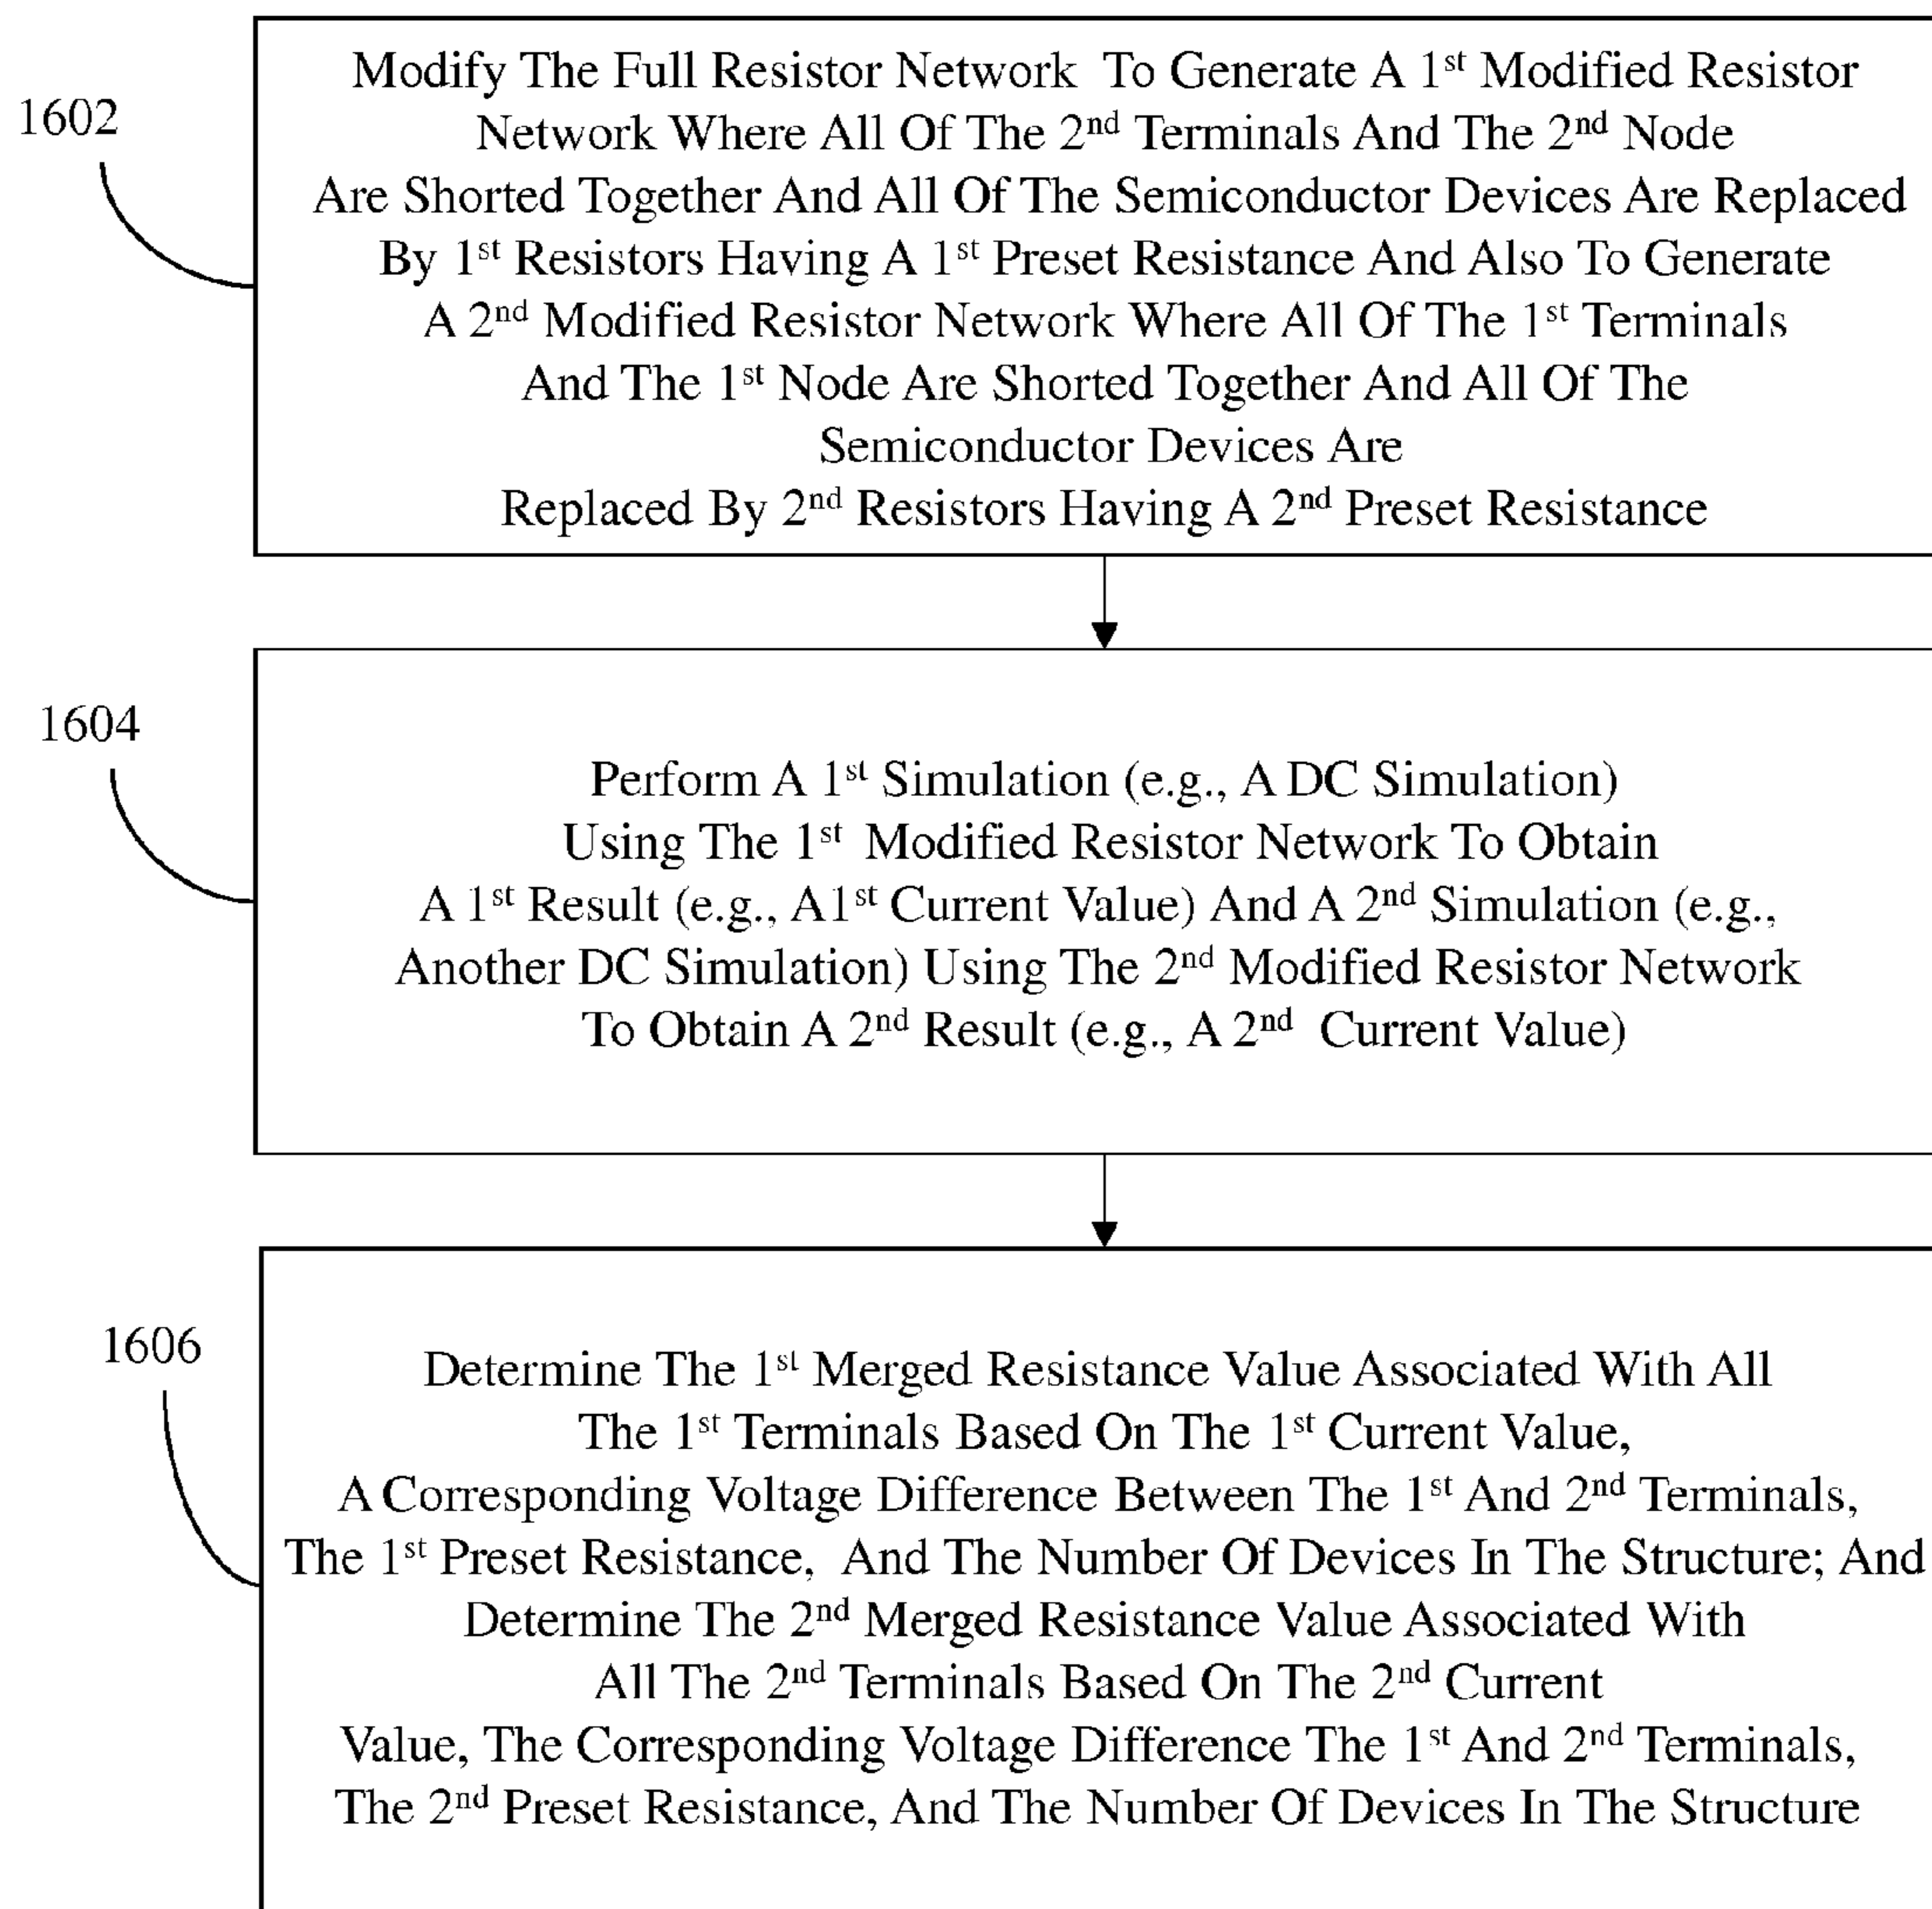 1602
Modify The Full Resistor Network To Generate A 1st Modified Resistor
Network Where All Of The 2nd Terminals And The 2nd Node
Are Shorted Together And All Of The Semiconductor Devices Are Replaced
By 1st Resistors Having A 1st Preset Resistance And Also To Generate
A 2nd Modified Resistor Network Where All Of The 1st Terminals
And The 1st Node Are Shorted Together And All Of The
Semiconductor Devices Are
Replaced By 2nd Resistors Having A 2nd Preset Resistance
1604
Perform A 1st Simulation (e.g., A DC Simulation)
Using The 1st Modified Resistor Network To Obtain
A 1st Result (e.g., A1st Current Value) And A 2nd Simulation (e.g.,
Another DC Simulation) Using The 2nd Modified Resistor Network
To Obtain A 2nd Result (e.g., A 2nd Current Value)
1606
Determine The 1st Merged Resistance Value Associated With All
The 1st Terminals Based On The 1st Current Value,
A Corresponding Voltage Difference Between The 1st And 2nd Terminals,
The 1st Preset Resistance, And The Number Of Devices In The Structure; And
Determine The 2nd Merged Resistance Value Associated With
All The 2nd Terminals Based On The 2nd Current
Value, The Corresponding Voltage Difference The 1st And 2nd Terminals,
The 2nd Preset Resistance, And The Number Of Devices In The Structure